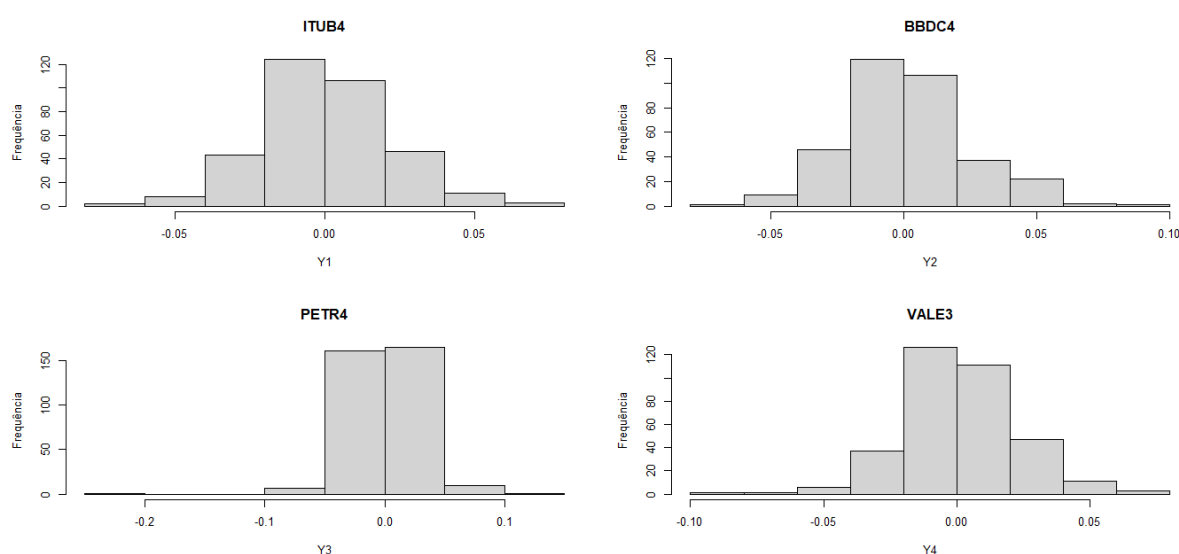 ITUB4
Frequência
0 20 40 60 80 120
-0.05 0.00 0.05
Y1
BBDC4
Frequência
0 20 40 60 80 120
-0.05 0.00 0.05 0.10
Y2
PETR4
Frequência
0 50 100 150
-0.2 -0.1 0.0 0.1
Y3
VALE3
Frequência
0 20 40 60 80 120
-0.10 -0.05 0.00 0.05
Y4